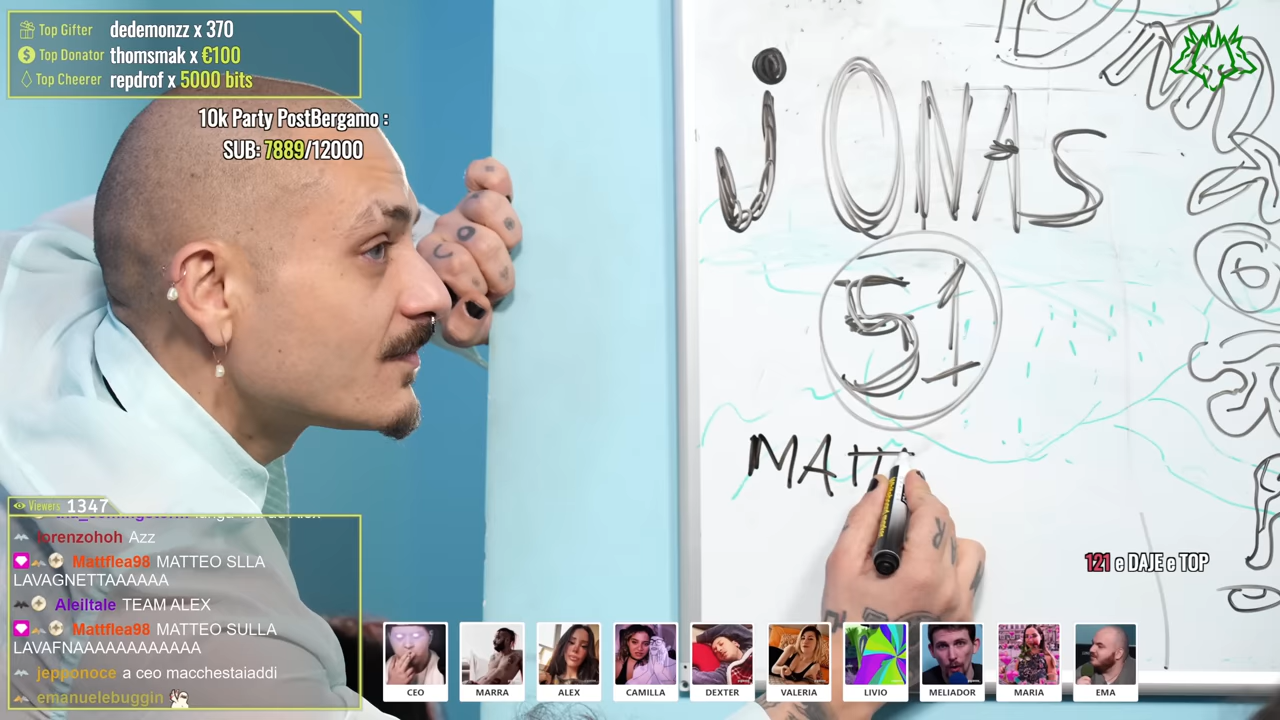 Top Gifter dedemonzz x 370
Top Donator thomsmak x €100
Top Cheerer repdrof x 5000 bits
10k Party PostBergamo :
SUB: 7889/12000
JONAS
51
MATT
6
Viewers 1347
lorenzohoh Azz
Mattflea98 MATTEO SLLA
LAVAGNETTAAAAAA
Aleiltale TEAM ALEX
Mattflea98 MATTEO SULLA
LAVAFNAAAAAAAAAAAA
jepponoce a ceo macchestaiaddi
emanuelebuggin
121 e DAJE e TOP
CEO
MARRA
ALEX
CAMILLA
DEXTER
VALERIA
LIVIO
MELIADOR
MARIA
EMA